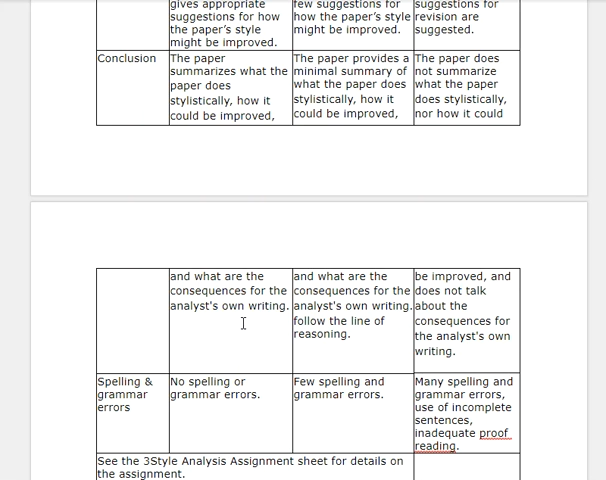 gives appropriate
suggestions for how
the paper's style
might be improved.
few suggestions for
how the paper's style
might be improved.
suggestions for
revision are
suggested.
Conclusion
The paper
summarizes what the
paper does
stylistically, how it
could be improved,
The paper provides a
minimal summary of
what the paper does
stylistically, how it
could be improved,
The paper does
not summarize
what the paper
does stylistically,
nor how it could
and what are the
consequences for the
analyst's own writing.
and what are the
consequences for the
analyst's own writing.
follow the line of
reasoning.
be improved, and
does not talk
about the
consequences for
the analyst's own
writing.
Spelling &
grammar
errors
No spelling or
grammar errors.
Few spelling and
grammar errors.
Many spelling and
grammar errors,
use of incomplete
sentences,
inadequate proof
reading.
See the 3Style Analysis Assignment sheet for details on
the assignment.